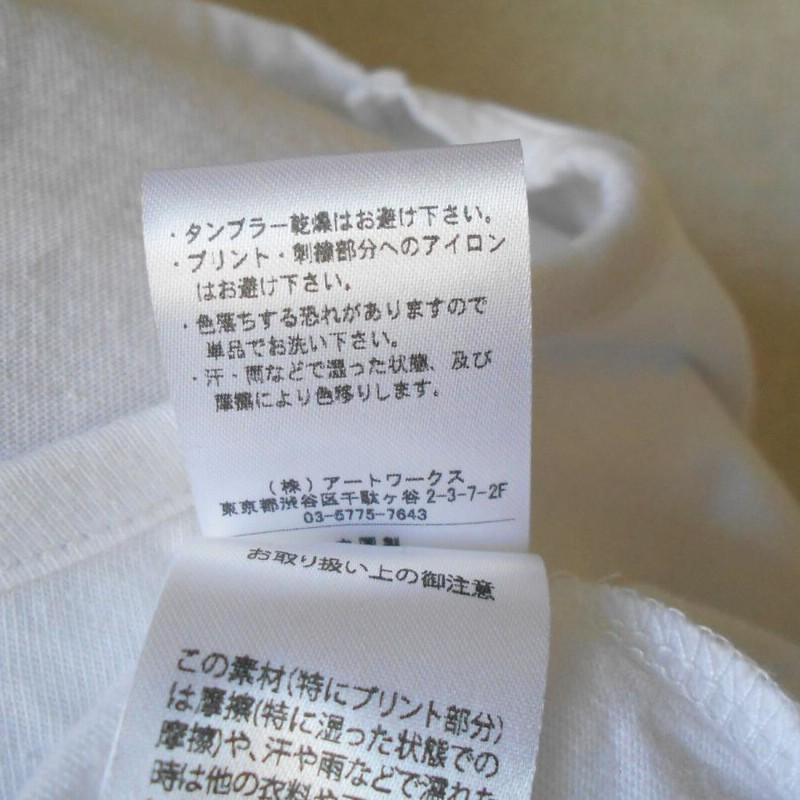 ・タンブラー乾燥はお避け下さい。
・プリント・刺繍部分へのアイロン
はお避け下さい。
・色落ちする恐れがありますので
単品でお洗い下さい。
・汗・雨などで湿った状態、及び
摩擦により色移りします。
(株)アートワークス
東京都渋谷区千駄ヶ谷2-3-7-2F
03-5775-7643
お取り扱い上の御注意
この素材(特にプリント部分)
は摩擦(特に湿った状態での
摩擦)や、汗や雨などで濡れた
時は他の衣料や